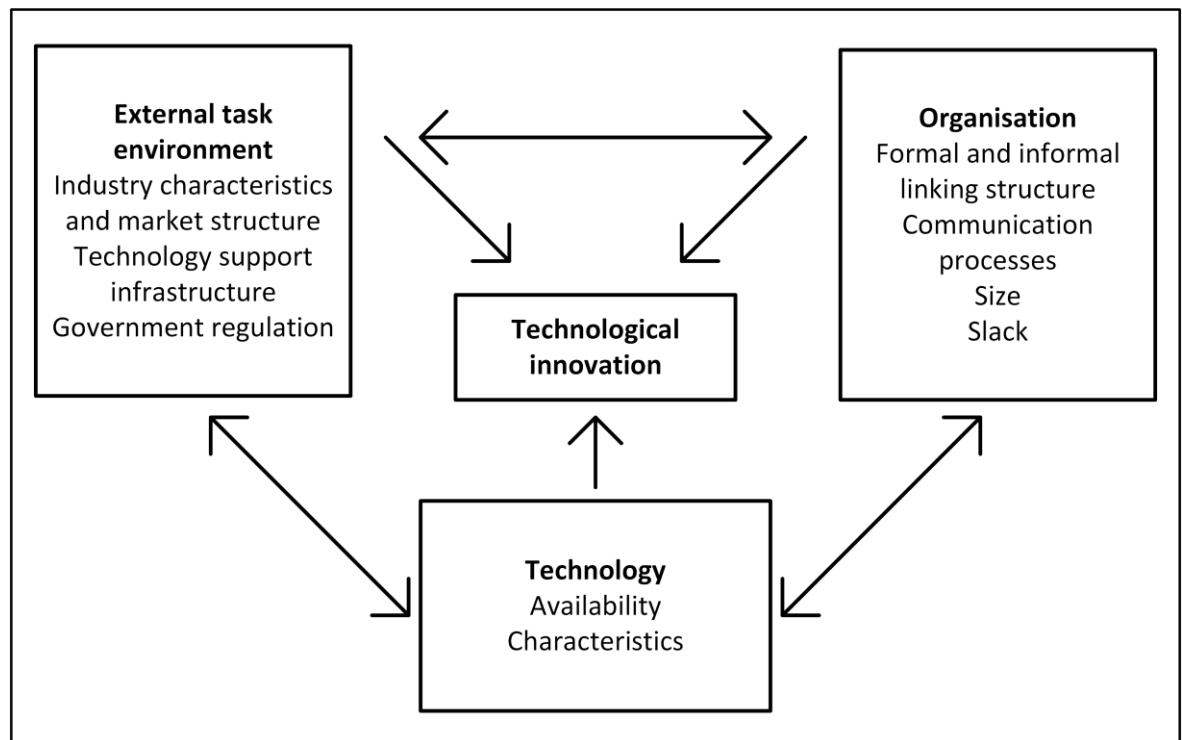 External task
environment
Industry characteristics
and market structure
Technology support
infrastructure
Government regulation
Organisation
Formal and informal
linking structure
Communication
processes
Size
Slack
Technological
innovation
Technology
Availability
Characteristics